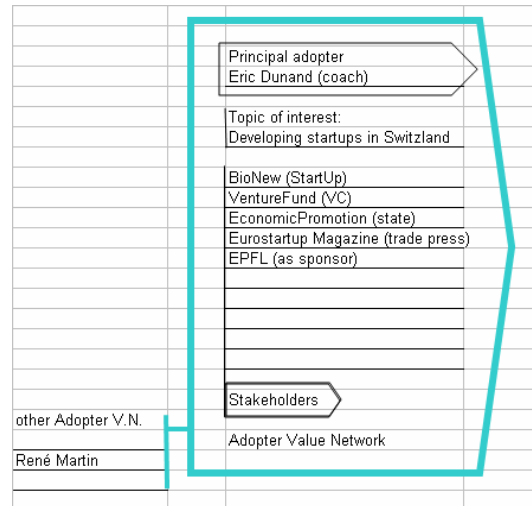 Principal adopter
Eric Dunand (coach)
Topic of interest:
Developing startups in Switzland
BioNew (StartUp)
VentureFund (VC)
EconomicPromotion (state)
Eurostartup Magazine (trade press)
EPFL (as sponsor)
Stakeholders
Adopter Value Network
other Adopter V.N.
René Martin